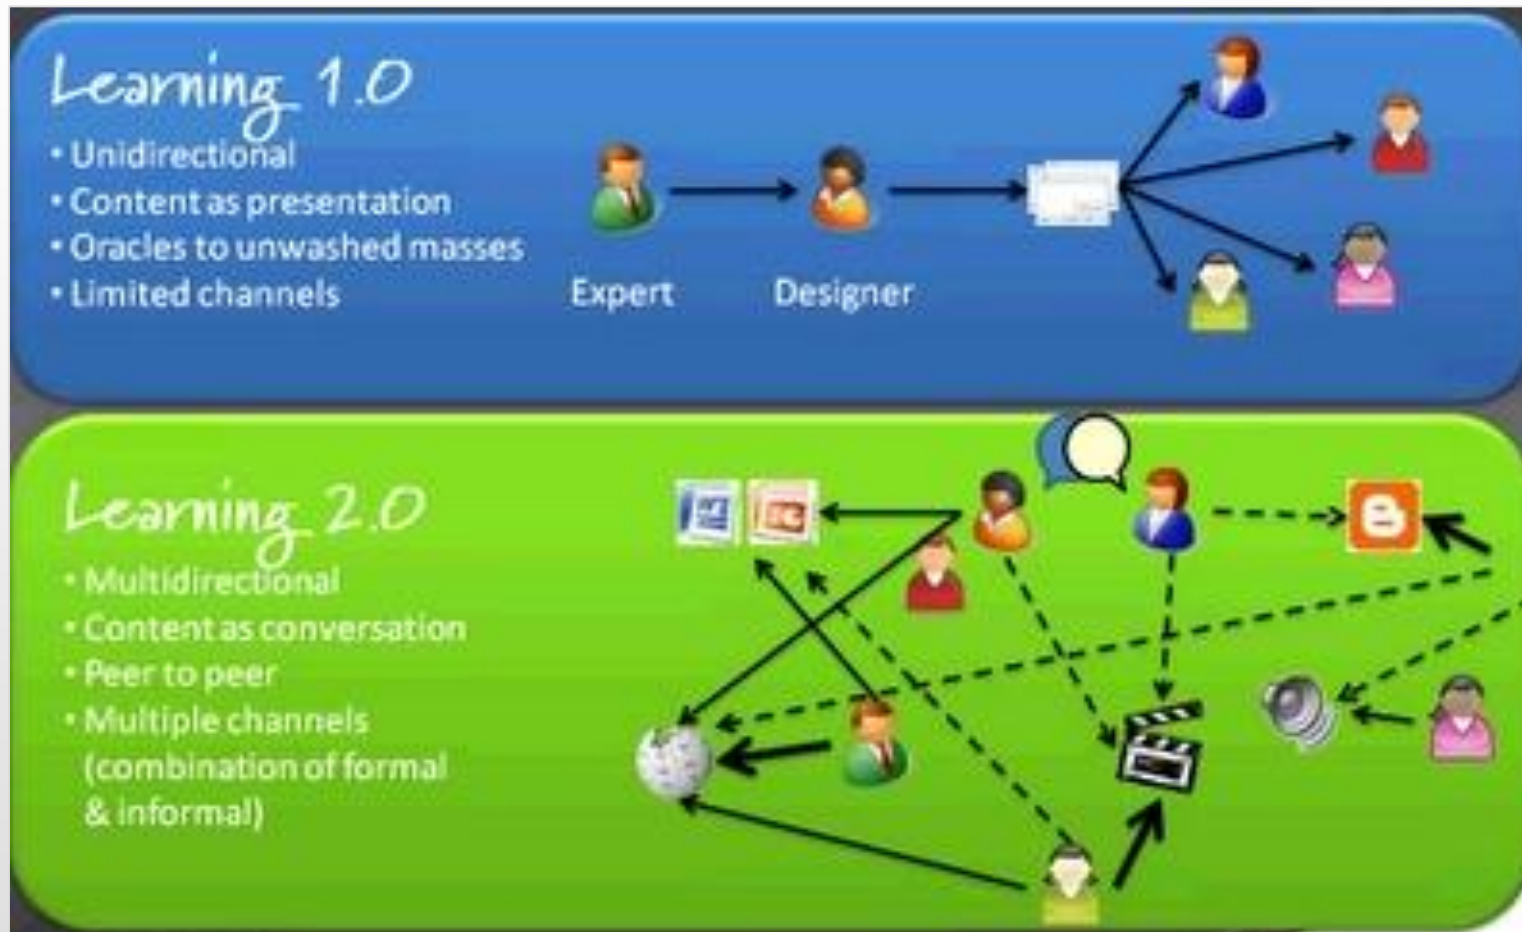 Learning 1.0
• Unidirectional
• Content as presentation
• Oracles to unwashed masses
• Limited channels
Expert
Designer
Learning 2.0
• Multidirectional
• Content as conversation
• Peer to peer
• Multiple channels
(combination of formal
& informal)